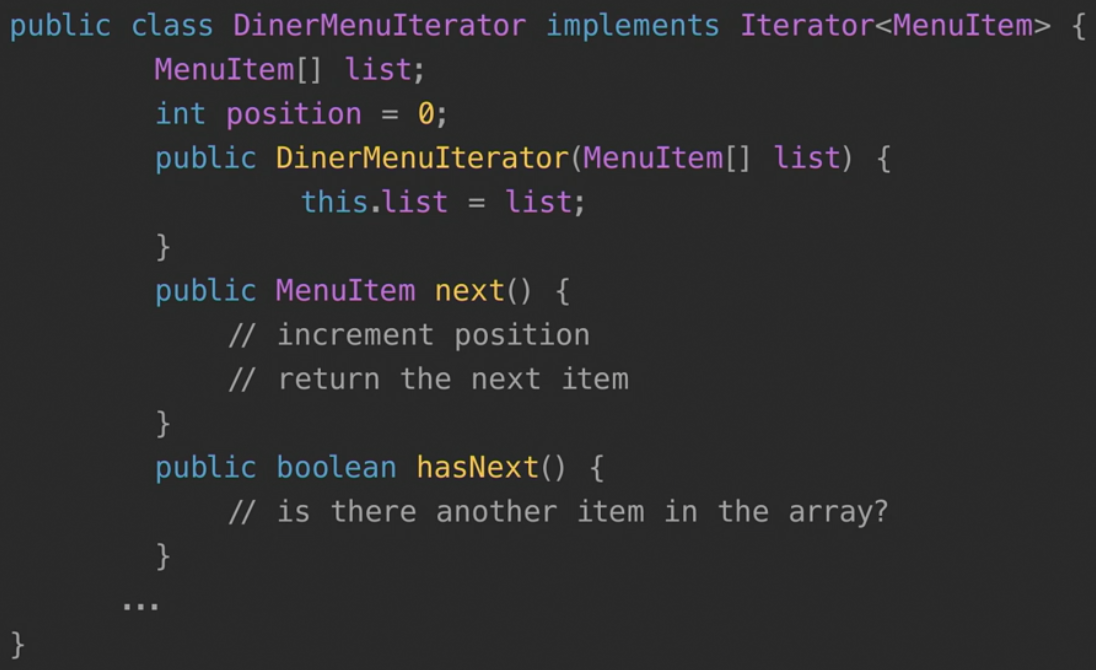 public class DinerMenuIterator implements Iterator<MenuItem> {
MenuItem[] list;
int position = 0;
public DinerMenuIterator(MenuItem[] list) {
this.list = list;
}
public MenuItem next() {
// increment position
// return the next item
}
public boolean hasNext() {
// is there another item in the array?
}
...
}